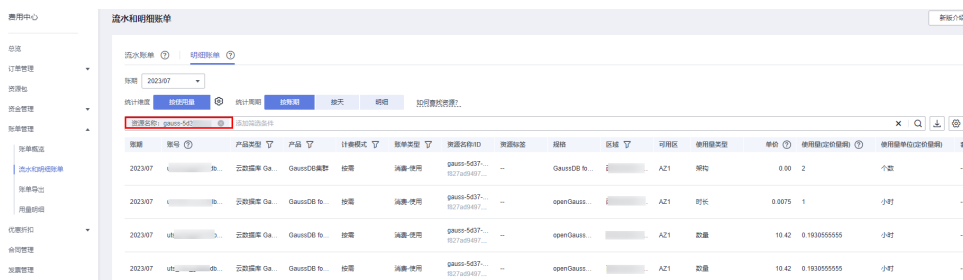 费用中心
流水和明细账单
新版介绍
总览
订单管理
资源包
资金管理
账单管理
账单概览
流水和明细账单
账单导出
用量明细
优惠折扣
合同管理
发票管理
流水账单 明细账单
账期 2023/07
统计维度 按使用量 统计周期 按账期 按天 明细 如何查找资源?
资源名称: gauss-5d3 添加筛选条件
账期 账号 产品类型 产品 计费模式 账单类型 资源名称/ID 资源标签 规格 区域 可用区 使用量类型 单价 使用量(定价量纲) 使用量单位(定价量纲)
2023/07 b... 云数据库 Ga... GaussDB集群 按需 消费-使用 gauss-5d37-... -- GaussDB fo... AZ1 架构 0.00 2 个数
f827ad9497...
2023/07 b... 云数据库 Ga... GaussDB fo... 按需 消费-使用 gauss-5d37-... -- openGauss... AZ1 时长 0.0075 1 小时
f827ad9497...
2023/07 b... 云数据库 Ga... GaussDB fo... 按需 消费-使用 gauss-5d37-... -- openGauss... AZ1 数量 10.42 0.1930555555 小时
f827ad9497...
2023/07 db... 云数据库 Ga... GaussDB fo... 按需 消费-使用 gauss-5d37-... -- openGauss... AZ1 数量 10.42 0.1930555555 小时
f827ad9497...